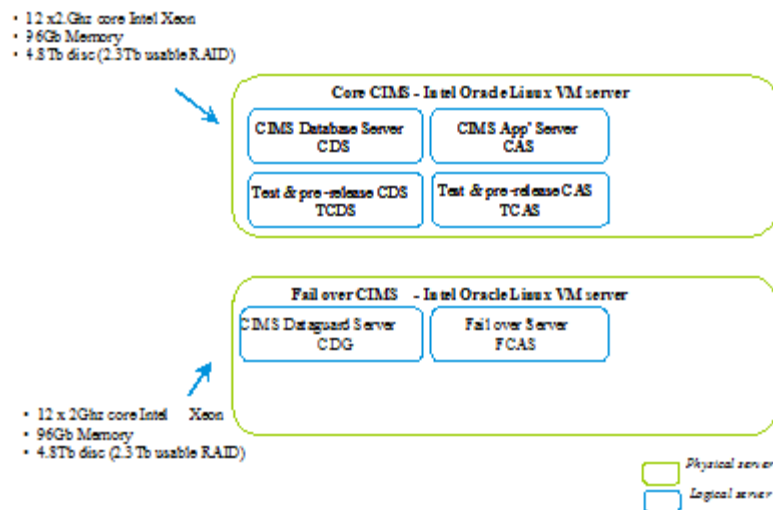 • 12 x2.Ghz core Intel Xeon
• 96Gb Memory
• 4.8Tb disc (2.3Tb usable RAID)
Core CIMS - Intel Oracle Linux VM server
CIMS Database Server
CDS
CIMS App' Server
CAS
Test & pre-release CDS
TCDS
Test & pre-release CAS
TCAS
Fail over CIMS - Intel Oracle Linux VM server
CIMS Dataguard Server
CDG
Fail over Server
FCAS
• 12 x 2Ghz core Intel Xeon
• 96Gb Memory
• 4.8Tb disc (2.3Tb usable RAID)
Physical server
Logical server